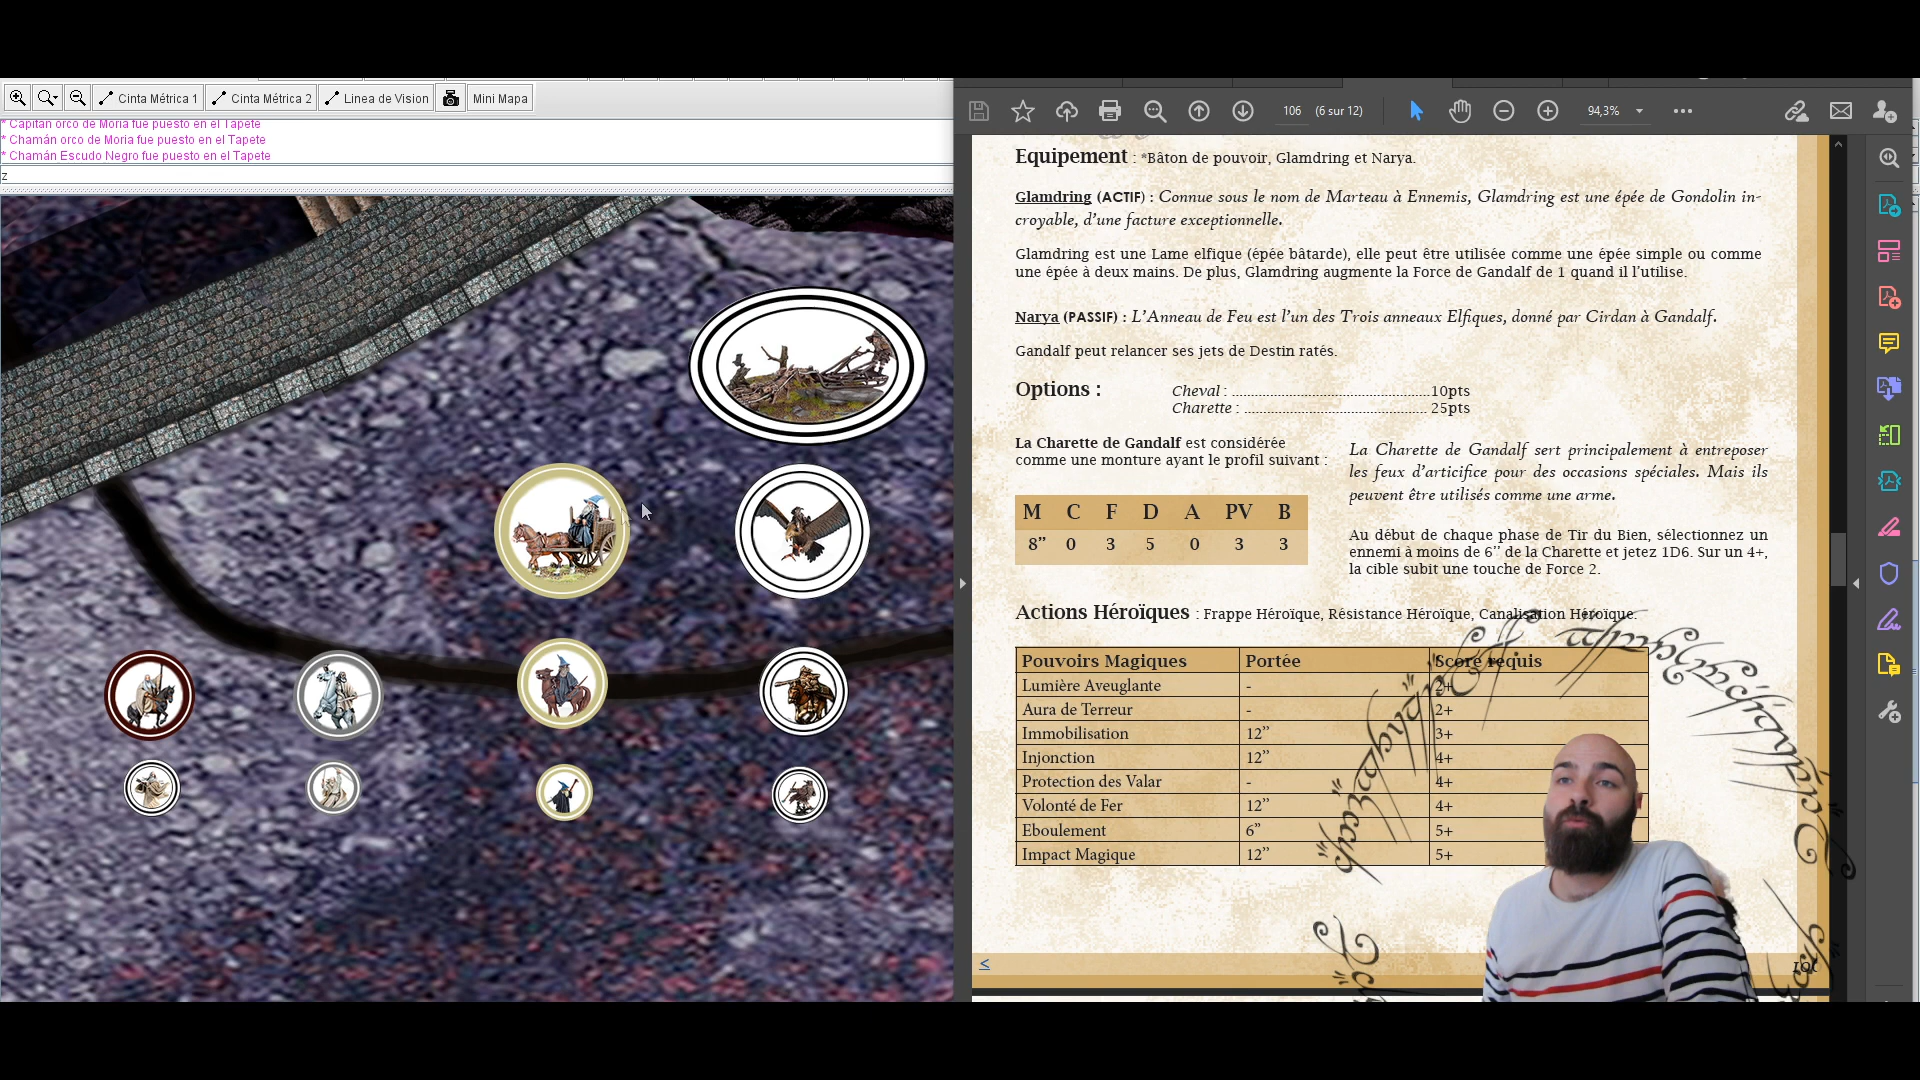 Cinta Métrica 1
Cinta Métrica 2
Linea de Vision
Mini Mapa
* Capitán orco de Moria fue puesto en el Tapete
* Chamán orco de Moria fue puesto en el Tapete
* Chamán Escudo Negro fue puesto en el Tapete
z
106 (6 sur 12)
94,3%
Equipement : *Bâton de pouvoir, Glamdring et Narya.
Glamdring (ACTIF) : Connue sous le nom de Marteau à Ennemis, Glamdring est une épée de Gondolin in-
croyable, d’une facture exceptionnelle.
Glamdring est une Lame elfique (épée bâtarde), elle peut être utilisée comme une épée simple ou comme
une épée à deux mains. De plus, Glamdring augmente la Force de Gandalf de 1 quand il l’utilise.
Narya (PASSIF) : L’Anneau de Feu est l’un des Trois anneaux Elfiques, donné par Cirdan à Gandalf.
Gandalf peut relancer ses jets de Destin ratés.
Options :
Cheval : ................................................10pts
Charette : ............................................ 25pts
La Charette de Gandalf est considérée
comme une monture ayant le profil suivant :
M C F D A PV B
8’’ 0 3 5 0 3 3
La Charette de Gandalf sert principalement à entreposer
les feux d’articifice pour des occasions spéciales. Mais ils
peuvent être utilisés comme une arme.
Au début de chaque phase de Tir du Bien, sélectionnez un
ennemi à moins de 6’’ de la Charette et jetez 1D6. Sur un 4+,
la cible subit une touche de Force 2.
Actions Héroïques : Frappe Héroïque, Résistance Héroïque, Canalisation Héroïque.
Pouvoirs Magiques Portée Score requis
Lumière Aveuglante - 2+
Aura de Terreur - 2+
Immobilisation 12’’ 3+
Injonction 12’’ 4+
Protection des Valar - 4+
Volonté de Fer 12’’ 4+
Eboulement 6’’ 5+
Impact Magique 12’’ 5+
<